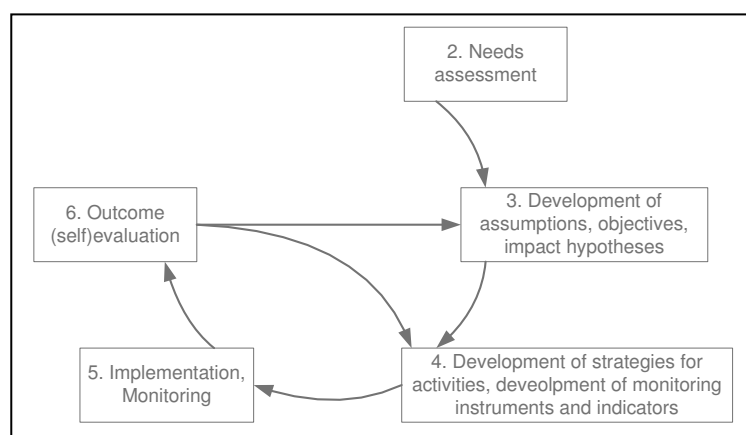 2. Needs
assessment
3. Development of
assumptions, objectives,
impact hypotheses
6. Outcome
(self)evaluation
4. Development of strategies for
activities, deveolpment of monitoring
instruments and indicators
5. Implementation,
Monitoring